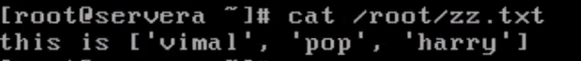 [root@servera ~]# cat /root/zz.txt
this is ['vimal', 'pop', 'harry']